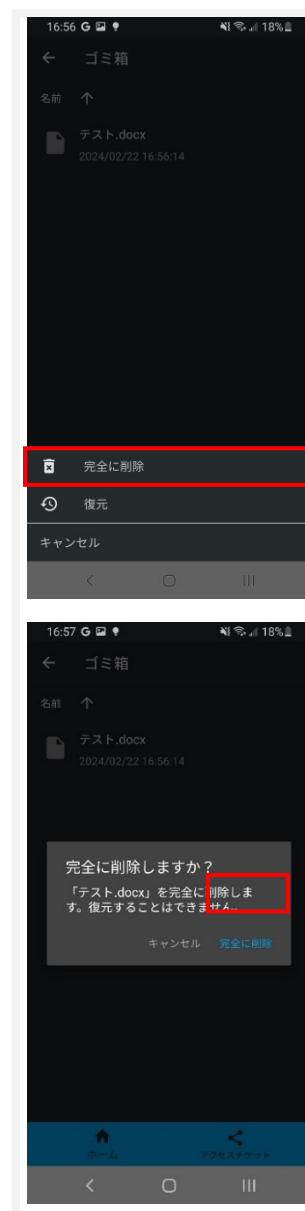 16:56 G 18%
ゴミ箱
名前
テスト.docx
2024/02/22 16:56:14
完全に削除
復元
キャンセル
16:57 G 18%
ゴミ箱
名前
テスト.docx
2024/02/22 16:56:14
完全に削除しますか？
「テスト.docx」を完全に削除しま
す。復元することはできません。
キャンセル 完全に削除
ホーム アクセスチケット